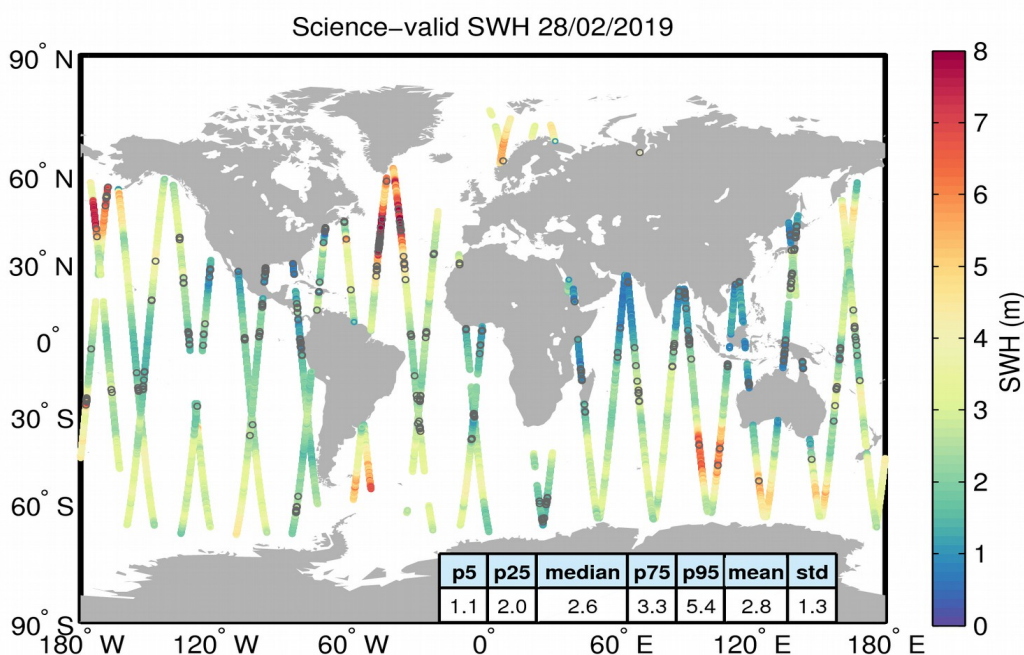 Science−valid SWH 28/02/2019
90° N
60° N
30° N
0°
30° S
60° S
90° S
180° W
120° W
60° W
0°
60° E
120° E
180° E
p5 p25 median p75 p95 mean std
1.1 2.0 2.6 3.3 5.4 2.8 1.3
8
7
6
5
4
3
2
1
0
SWH (m)